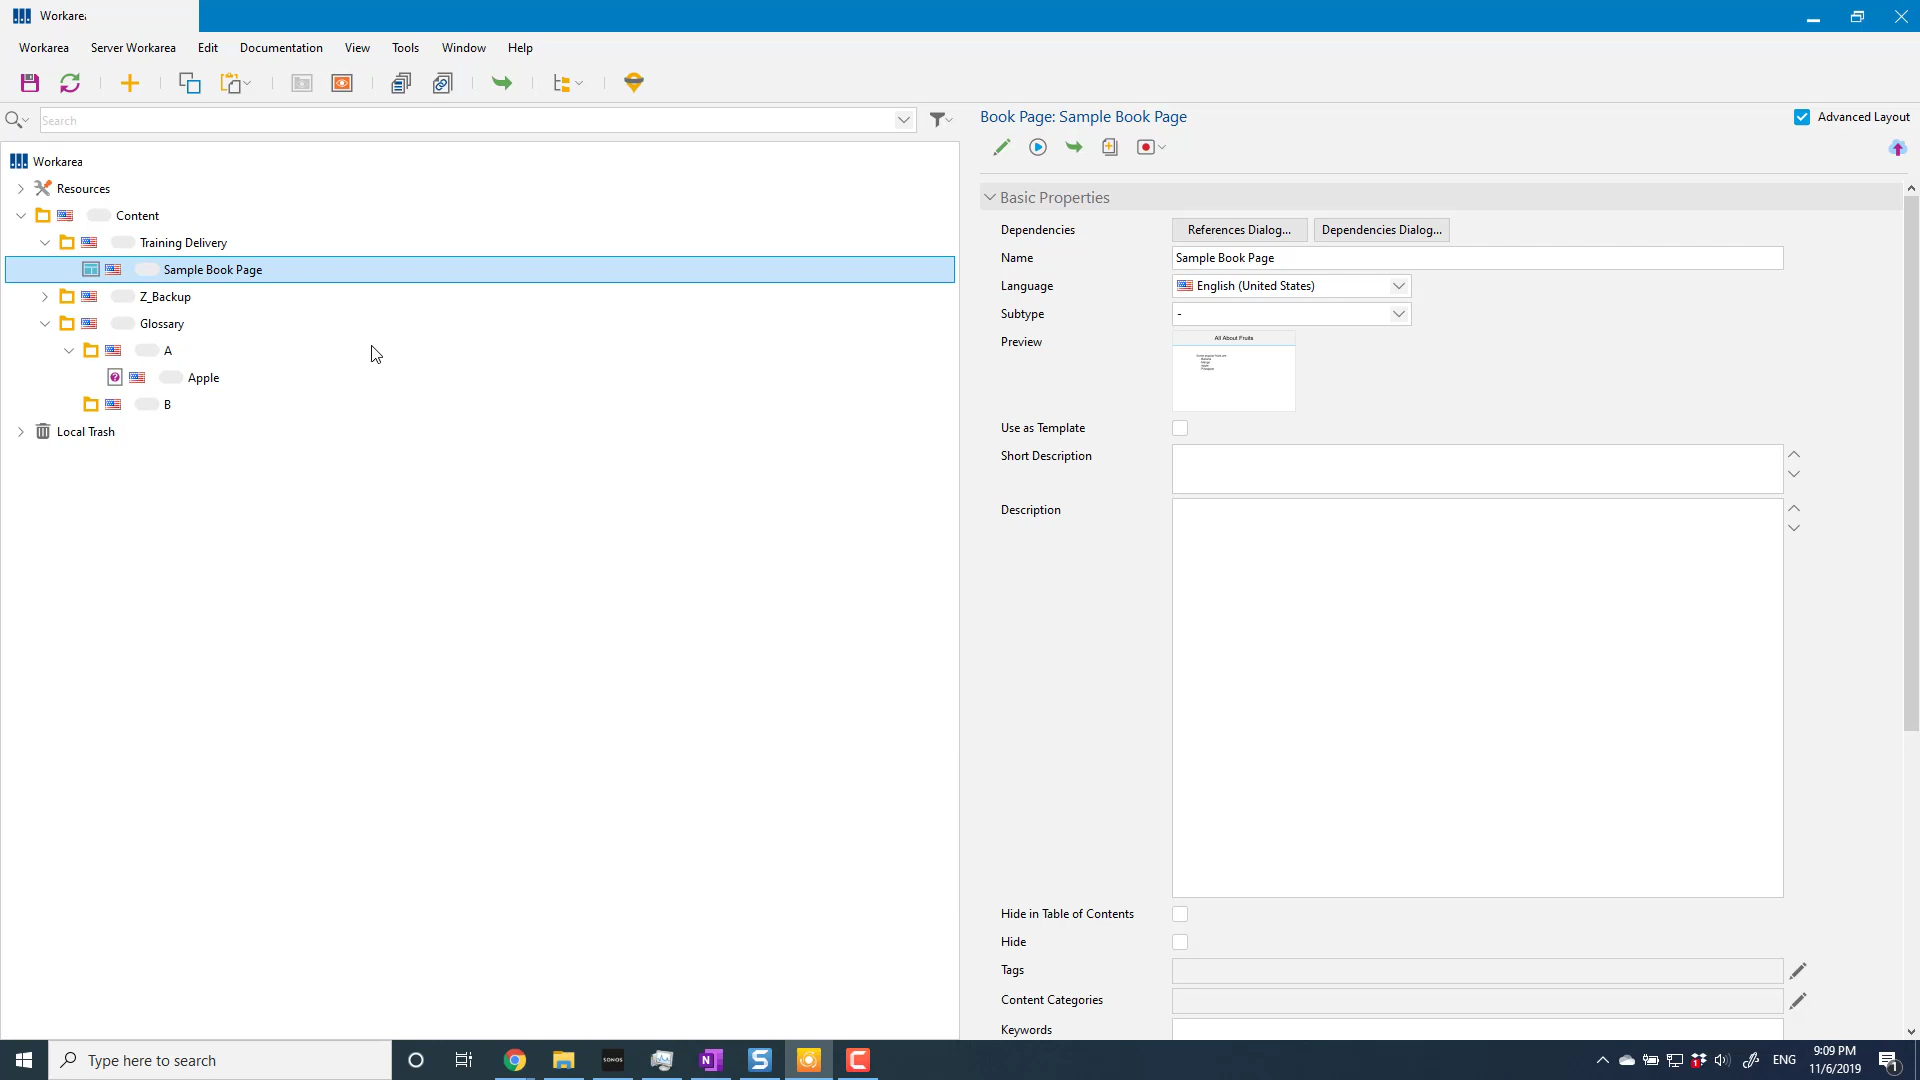 Workarea
Workarea Server Workarea Edit Documentation View Tools Window Help
Search
Workarea
Resources
Content
Training Delivery
Sample Book Page
Z_Backup
Glossary
A
Apple
B
Local Trash
Book Page: Sample Book Page
Advanced Layout
Basic Properties
Dependencies References Dialog... Dependencies Dialog...
Name Sample Book Page
Language English (United States)
Subtype -
Preview All About Fruits
Use as Template
Short Description
Description
Hide in Table of Contents
Hide
Tags
Content Categories
Keywords
Type here to search
SONOS
ENG
9:09 PM
11/6/2019
1